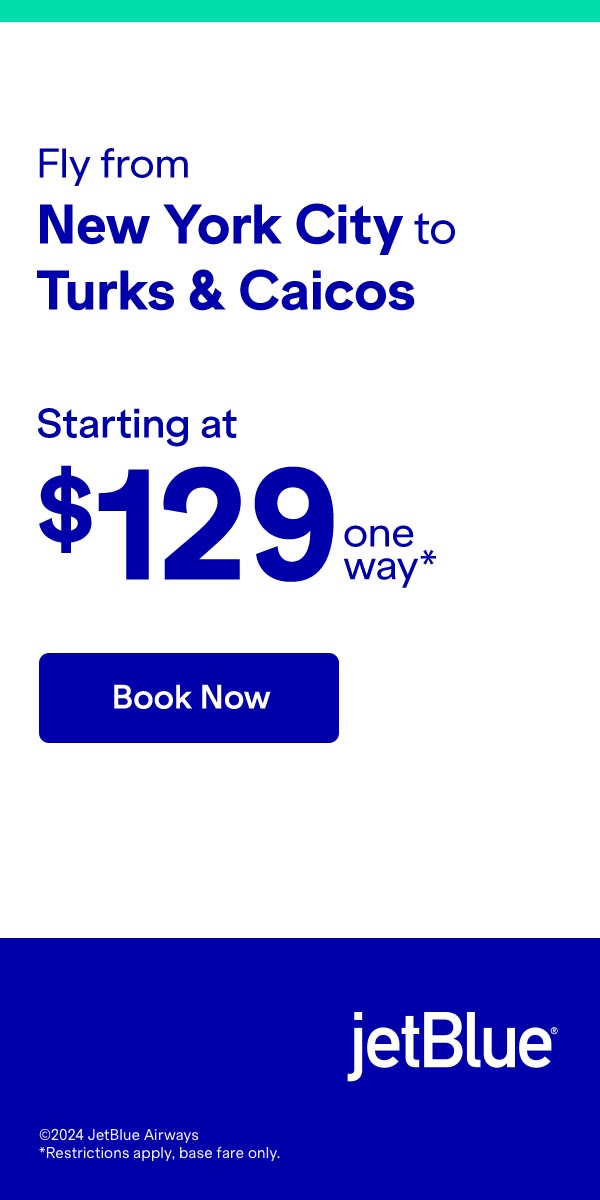 Fly from
New York City to
Turks & Caicos
Starting at
$129 one
way*
Book Now
jetBlue®
©2024 JetBlue Airways
*Restrictions apply, base fare only.